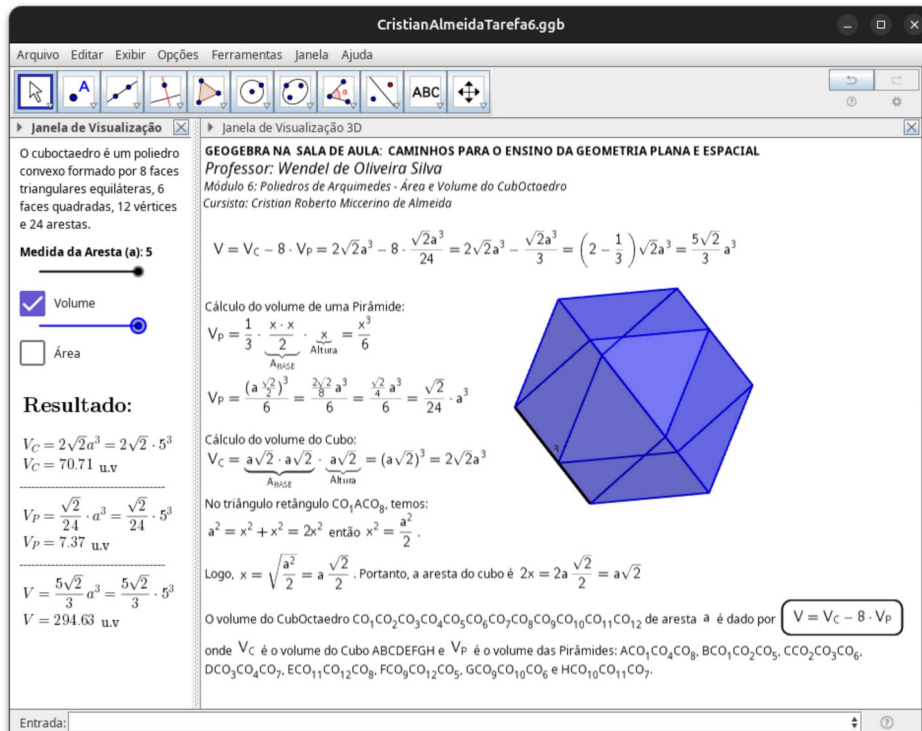 CristianAlmeidaTarefa6.ggb
Arquivo Editar Exibir Opções Ferramentas Janela Ajuda
A
α
ABC
Janela de Visualização
Janela de Visualização 3D
O cuboctaedro é um poliedro
convexo formado por 8 faces
triangulares equiláteras, 6
faces quadradas, 12 vértices
e 24 arestas.
Medida da Aresta (a): 5
Volume
Área
Resultado:
V_C = 2√2a³ = 2√2 · 5³
V_C = 70.71 u.v
V_P = √2/24 · a³ = √2/24 · 5³
V_P = 7.37 u.v
V = 5√2/3 a³ = 5√2/3 · 5³
V = 294.63 u.v
GEOGEBRA NA SALA DE AULA: CAMINHOS PARA O ENSINO DA GEOMETRIA PLANA E ESPACIAL
Professor: Wendel de Oliveira Silva
Módulo 6: Poliedros de Arquimedes - Área e Volume do CubOctaedro
Cursista: Cristian Roberto Miccerino de Almeida
V = V_C − 8 · V_P = 2√2a³ − 8 · √2a³/24 = 2√2a³ − √2a³/3 = (2 − 1/3)√2a³ = 5√2/3 a³
Cálculo do volume de uma Pirâmide:
V_P = 1/3 · x · x/2 · x = x³/6
A_BASE Altura
V_P = (a √2/2)³/6 = 2√2/8 a³/6 = √2/4 a³/6 = √2/24 · a³
Cálculo do volume do Cubo:
V_C = a√2 · a√2 · a√2 = (a√2)³ = 2√2a³
A_BASE Altura
No triângulo retângulo CO₁ACO₈, temos:
a² = x² + x² = 2x² então x² = a²/2 .
Logo, x = √(a²/2) = a √2/2 . Portanto, a aresta do cubo é 2x = 2a √2/2 = a√2
a
O volume do CubOctaedro CO₁CO₂CO₃CO₄CO₅CO₆CO₇CO₈CO₉CO₁₀CO₁₁CO₁₂ de aresta a é dado por V = V_C − 8 · V_P
onde V_C é o volume do Cubo ABCDEFGH e V_P é o volume das Pirâmides: ACO₁CO₄CO₈, BCO₁CO₂CO₅, CCO₂CO₃CO₆,
DCO₃CO₄CO₇, ECO₁₁CO₁₂CO₈, FCO₉CO₁₂CO₅, GCO₉CO₁₀CO₆ e HCO₁₀CO₁₁CO₇.
Entrada: